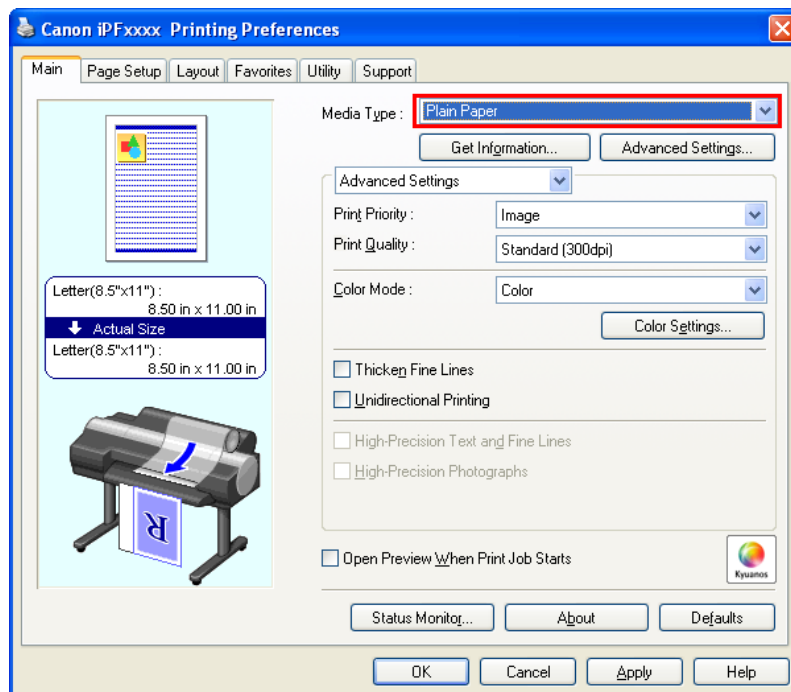 Canon iPFxxxx Printing Preferences
Main Page Setup Layout Favorites Utility Support
Media Type : Plain Paper
Get Information... Advanced Settings...
Advanced Settings
Print Priority : Image
Print Quality : Standard (300dpi)
Color Mode : Color
Color Settings...
Letter(8.5"x11") :
8.50 in x 11.00 in
Actual Size
Letter(8.5"x11") :
8.50 in x 11.00 in
Thicken Fine Lines
Unidirectional Printing
High-Precision Text and Fine Lines
High-Precision Photographs
R
Open Preview When Print Job Starts
Kyuanos
Status Monitor... About Defaults
OK Cancel Apply Help